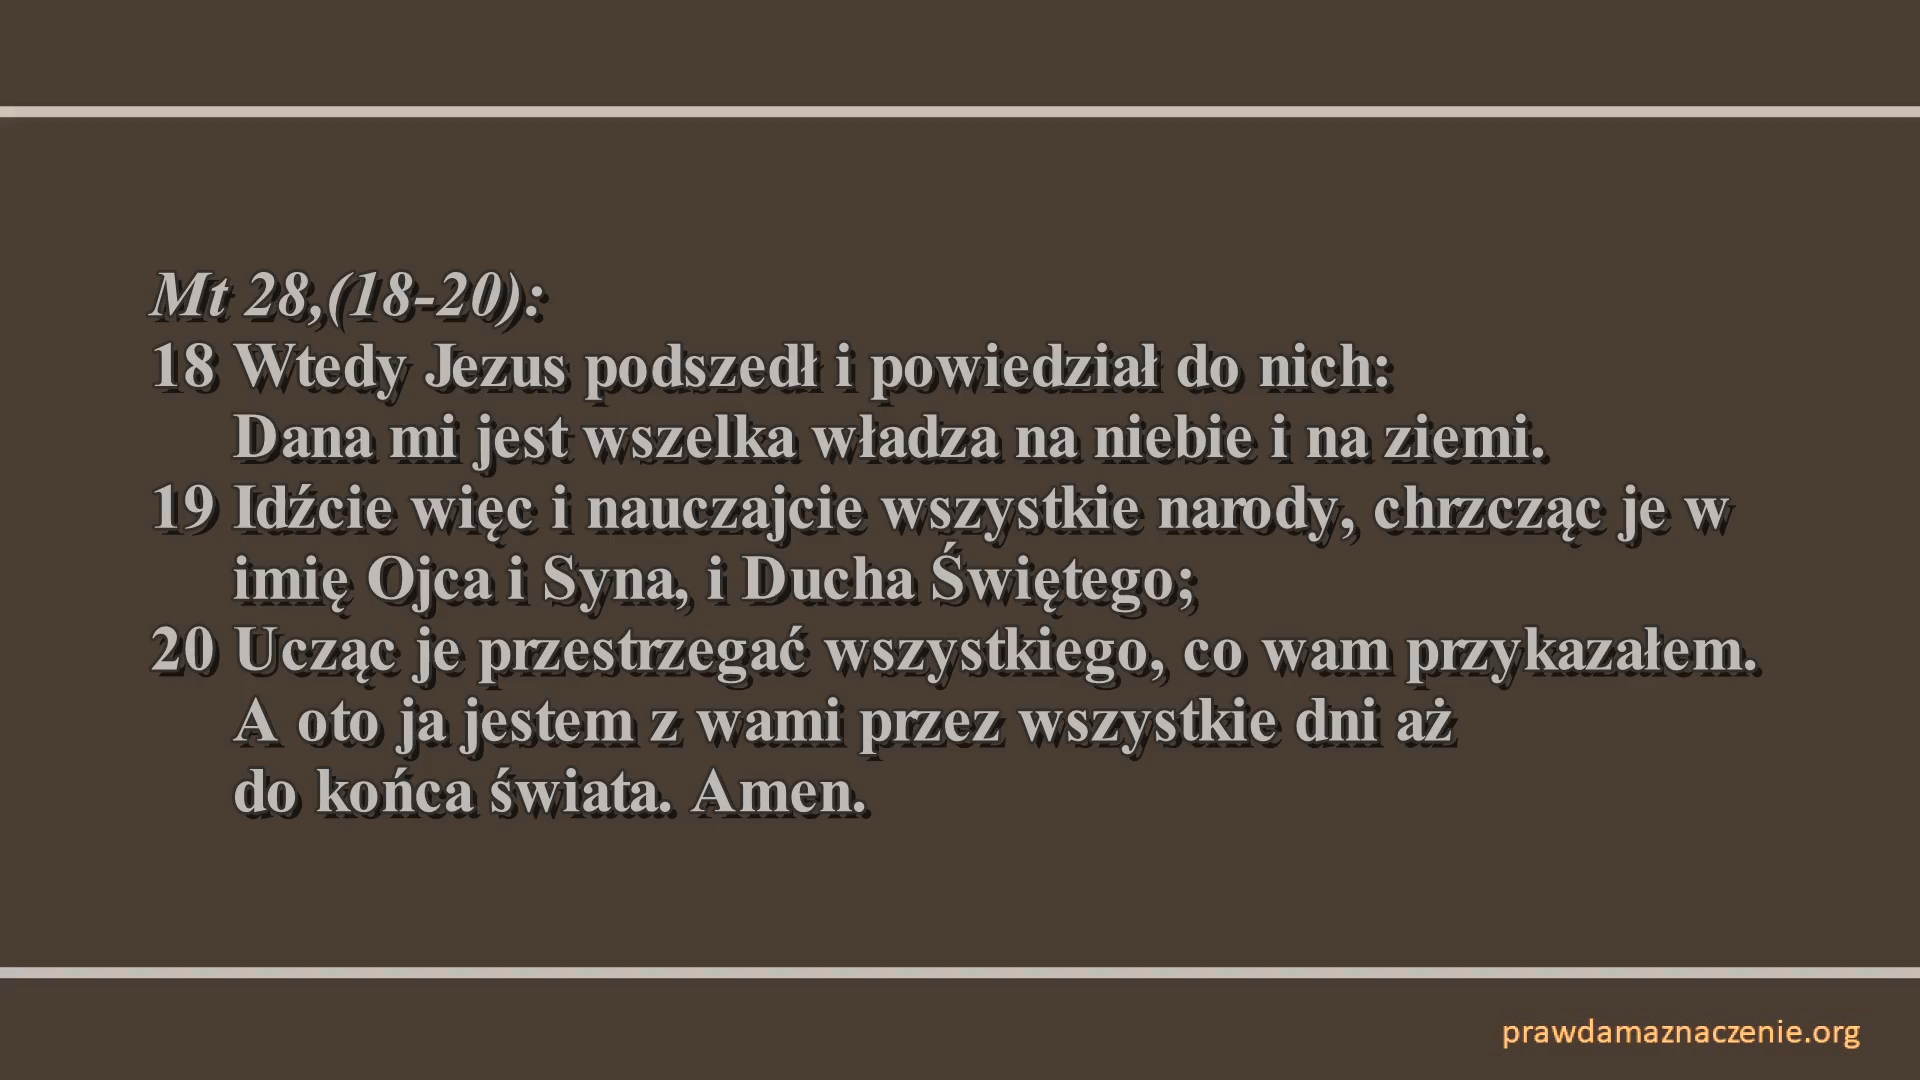 Mt 28,(18-20):
18 Wtedy Jezus podszedł i powiedział do nich:
Dana mi jest wszelka władza na niebie i na ziemi.
19 Idźcie więc i nauczajcie wszystkie narody, chrzcząc je w
imię Ojca i Syna, i Ducha Świętego;
20 Ucząc je przestrzegać wszystkiego, co wam przykazałem.
A oto ja jestem z wami przez wszystkie dni aż
do końca świata. Amen.
prawdamaznaczenie.org